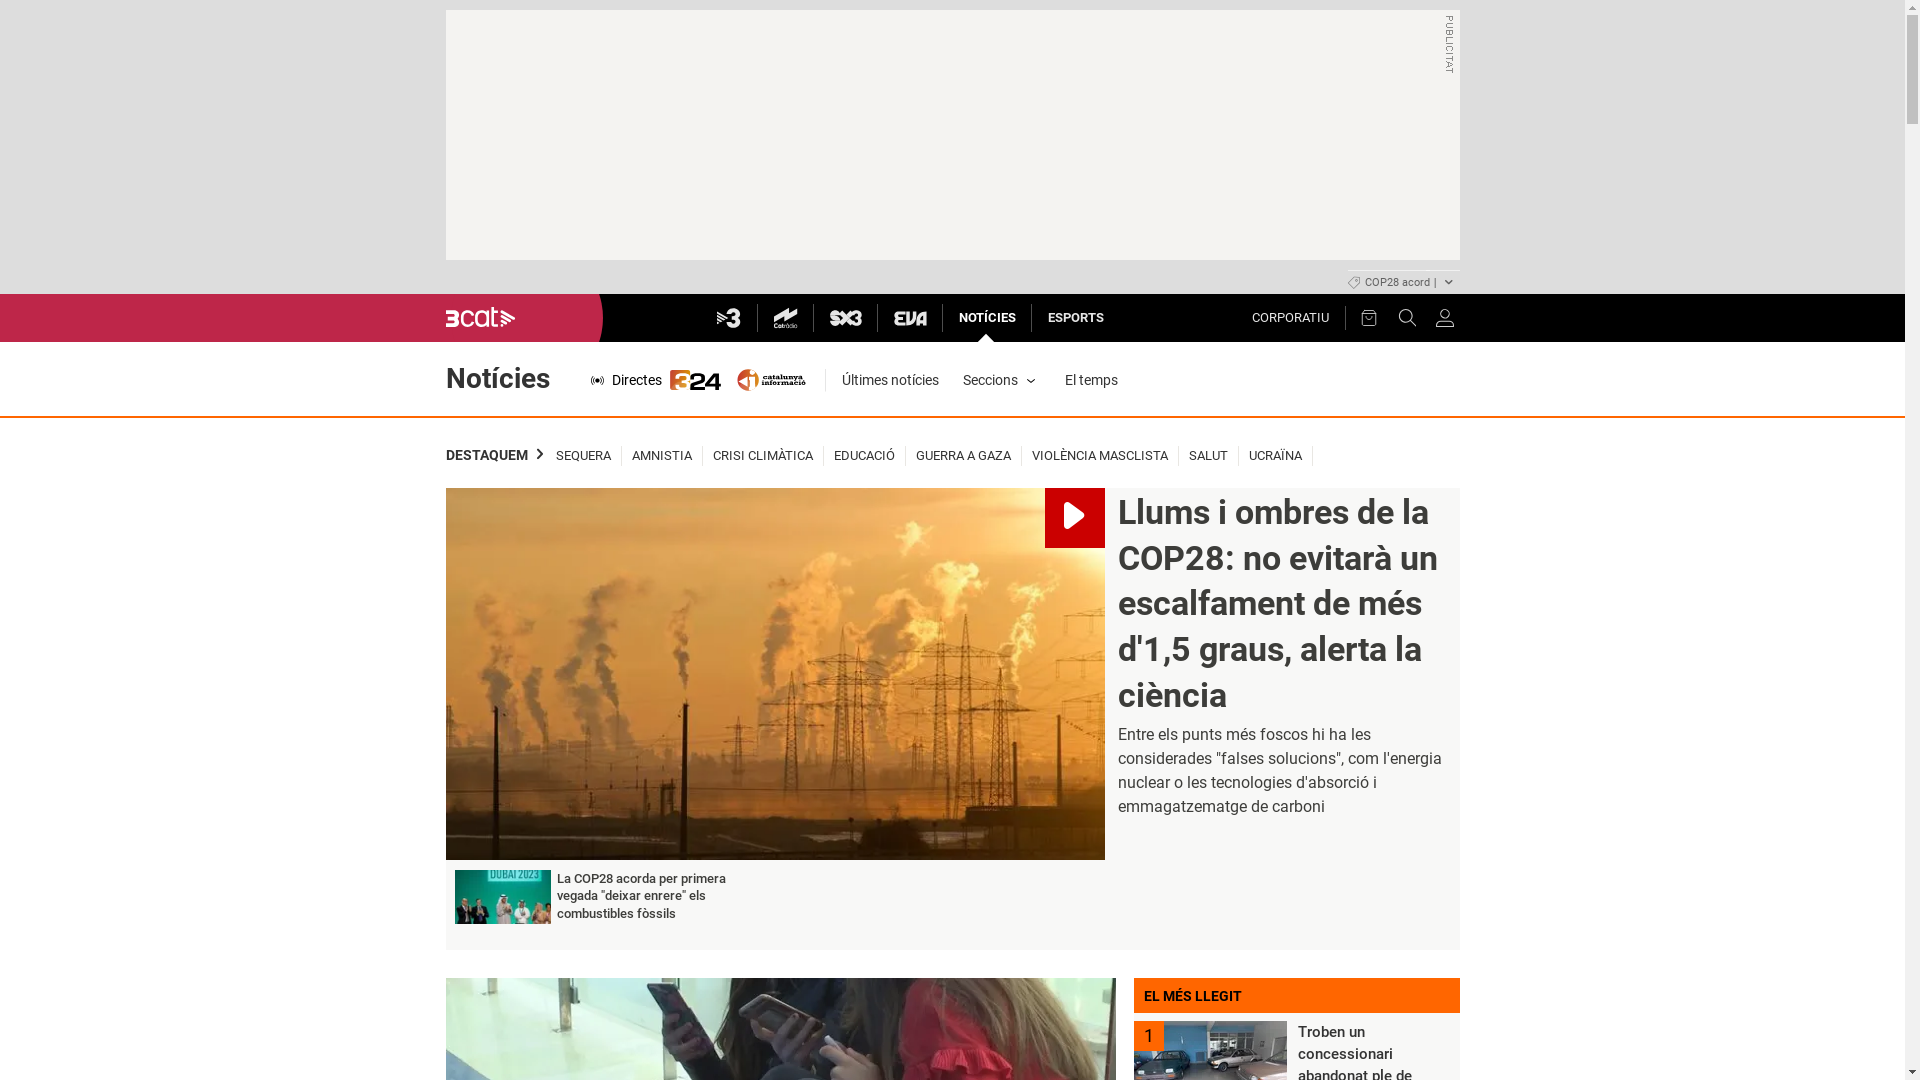 PUBLICITAT
COP28 acord |
3cat
3
Catràdio
SX3
EVA
NOTÍCIES
ESPORTS
CORPORATIU
Notícies
Directes
324
catalunya
informació
Últimes notícies
Seccions
El temps
DESTAQUEM
SEQUERA
AMNISTIA
CRISI CLIMÀTICA
EDUCACIÓ
GUERRA A GAZA
VIOLÈNCIA MASCLISTA
SALUT
UCRAÏNA
Llums i ombres de la
COP28: no evitarà un
escalfament de més
d'1,5 graus, alerta la
ciència
Entre els punts més foscos hi ha les
considerades "falses solucions", com l'energia
nuclear o les tecnologies d'absorció i
emmagatzematge de carboni
DUBAI 2023
La COP28 acorda per primera
vegada "deixar enrere" els
combustibles fòssils
EL MÉS LLEGIT
1
Troben un
concessionari
abandonat ple de